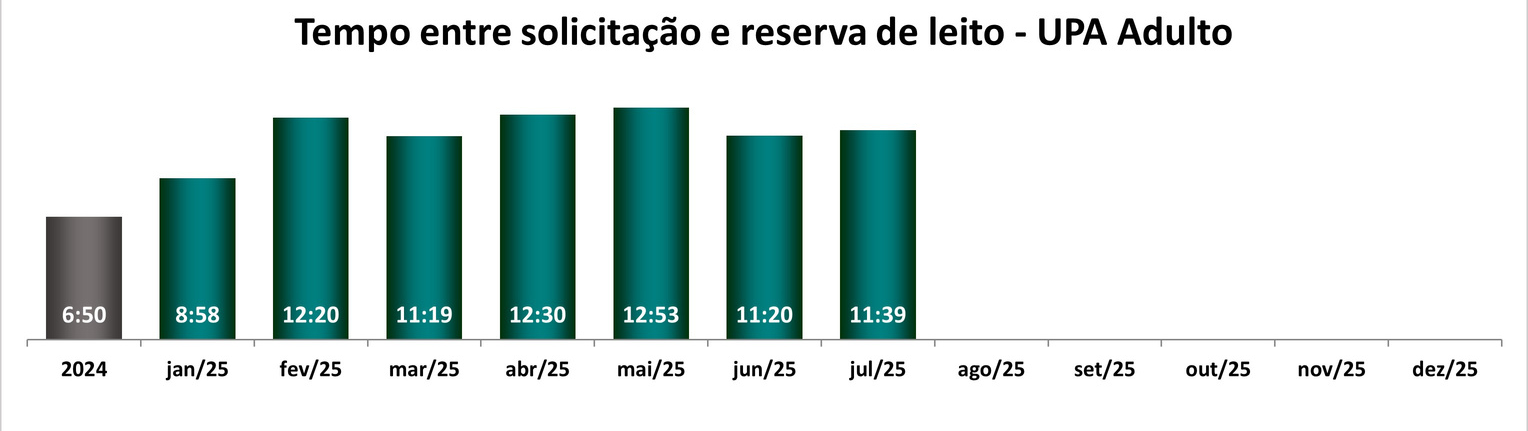 Tempo entre solicitação e reserva de leito - UPA Adulto
6:50 8:58 12:20 11:19 12:30 12:53 11:20 11:39
2024 jan/25 fev/25 mar/25 abr/25 mai/25 jun/25 jul/25 ago/25 set/25 out/25 nov/25 dez/25